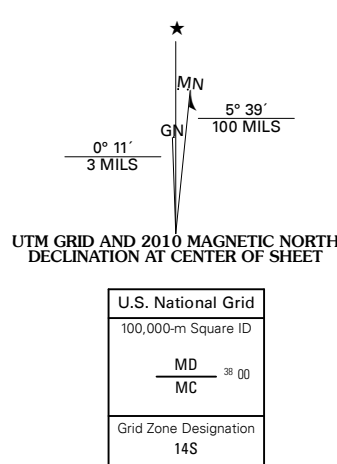 ★
MN
GN
5° 39´
100 MILS
0° 11´
3 MILS
UTM GRID AND 2010 MAGNETIC NORTH
DECLINATION AT CENTER OF SHEET
U.S. National Grid
100,000-m Square ID
MD
38 00
MC
Grid Zone Designation
14S